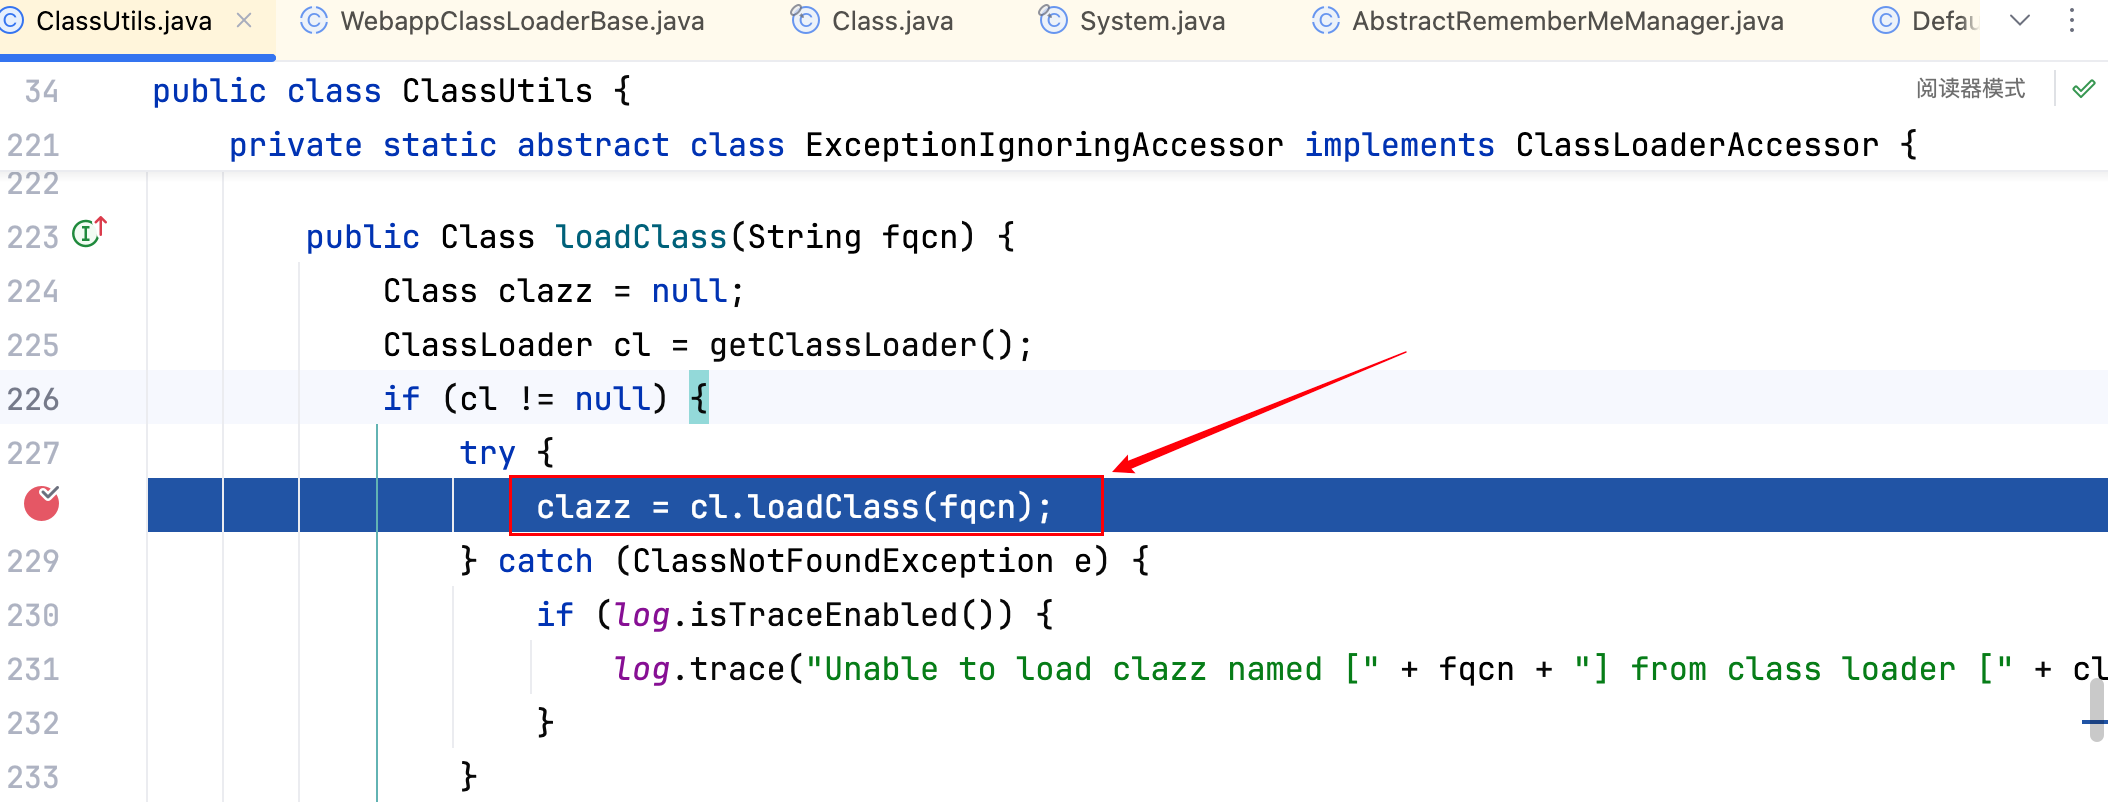 ClassUtils.java WebappClassLoaderBase.java Class.java System.java AbstractRememberMeManager.java Defau
34 public class ClassUtils { 阅读器模式
221 private static abstract class ExceptionIgnoringAccessor implements ClassLoaderAccessor {
222
223 public Class loadClass(String fqcn) {
224 Class clazz = null;
225 ClassLoader cl = getClassLoader();
226 if (cl != null) {
227 try {
clazz = cl.loadClass(fqcn);
229 } catch (ClassNotFoundException e) {
230 if (log.isTraceEnabled()) {
231 log.trace("Unable to load clazz named [" + fqcn + "] from class loader [" + cl
232 }
233 }